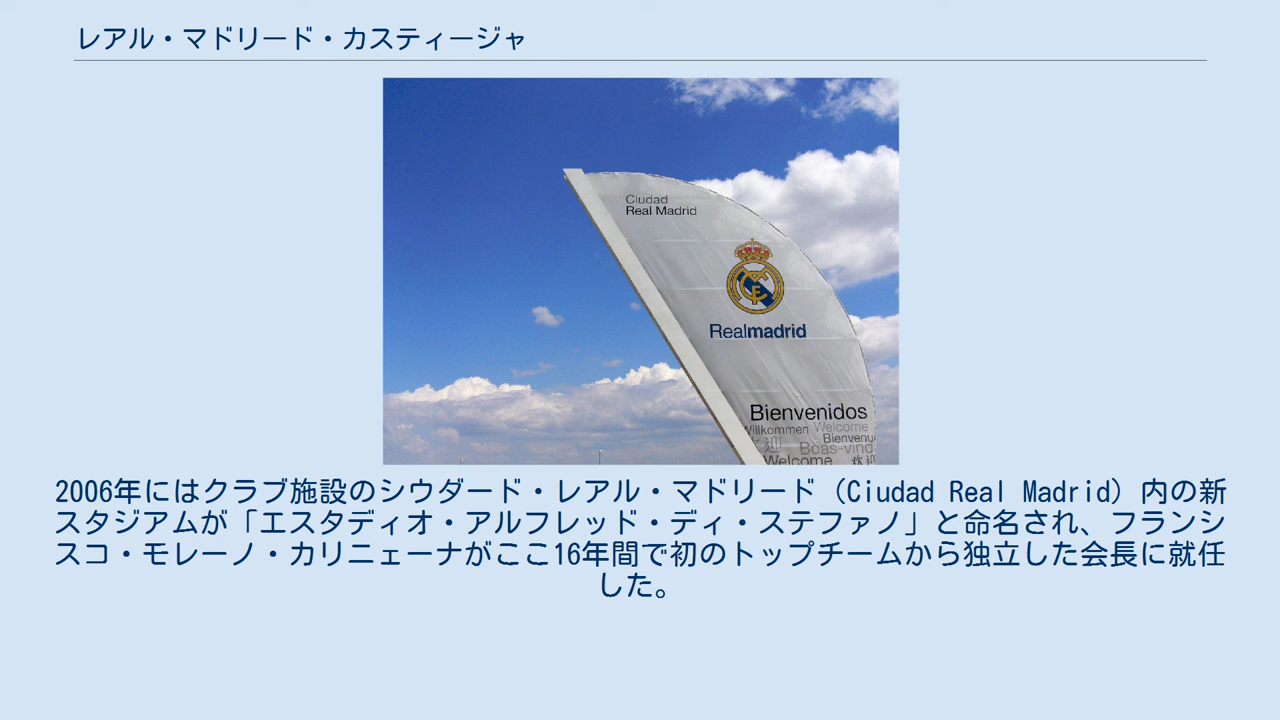 レアル・マドリード・カスティージャ
Ciudad
Real Madrid
Realmadrid
Bienvenidos
Willkommen Welcome
迎 Bienvenu
Boas-vind
Welcome 欢迎
2006年にはクラブ施設のシウダード・レアル・マドリード（Ciudad Real Madrid）内の新
スタジアムが「エスタディオ・アルフレッド・ディ・ステファノ」と命名され、フランシ
スコ・モレーノ・カリニェーナがここ16年間で初のトップチームから独立した会長に就任
した。